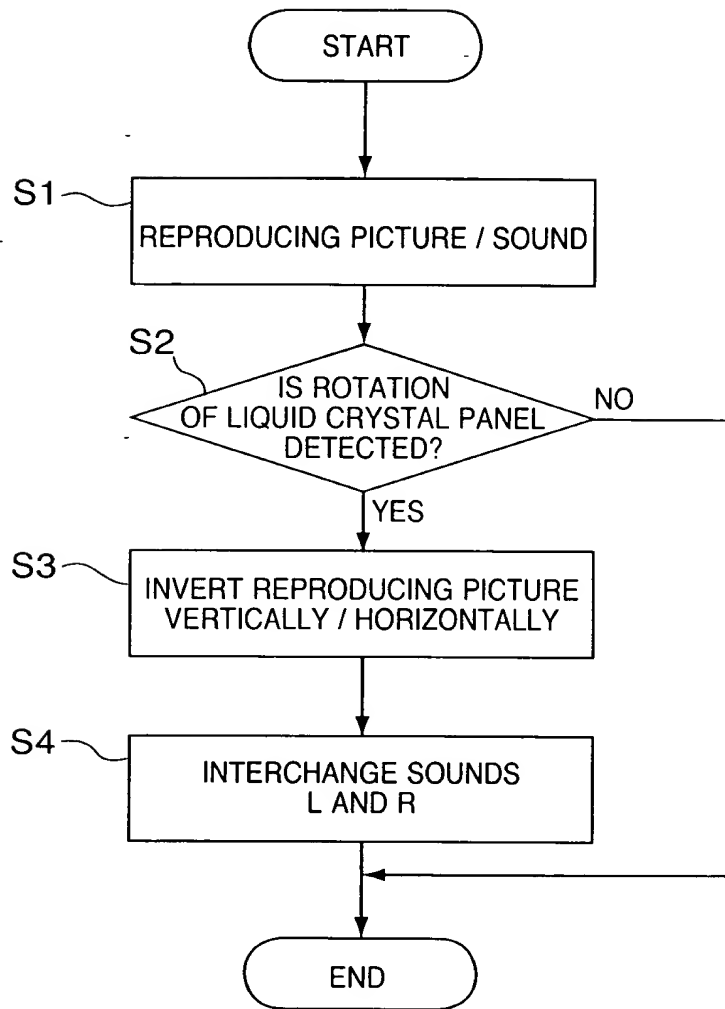 START
S1
REPRODUCING PICTURE / SOUND
S2
IS ROTATION
OF LIQUID CRYSTAL PANEL
DETECTED?
NO
YES
S3
INVERT REPRODUCING PICTURE
VERTICALLY / HORIZONTALLY
S4
INTERCHANGE SOUNDS
L AND R
END